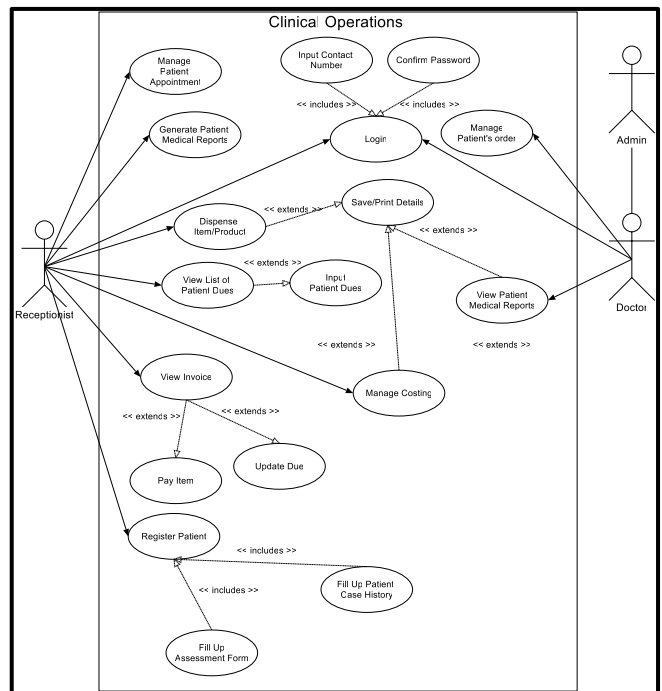 Clinical Operations
Manage
Patient
Appointment
Input Contact
Number
Confirm Password
<< includes >>
<< includes >>
Generate Patient
Medical Reports
Login
Manage
Patient's order
Admin
Save/Print Details
<< extends >>
Dispense
Item/Product
<< extends >>
<< extends >>
View List of
Patient Dues
Input
Patient Dues
View Patient
Medical Reports
Receptionist
Doctor
<< extends >>
<< extends >>
View Invoice
Manage Costing
<< extends >>
<< extends >>
Pay Item
Update Due
Register Patient
<< includes >>
<< includes >>
Fill Up Patient
Case History
Fill Up
Assessment Form